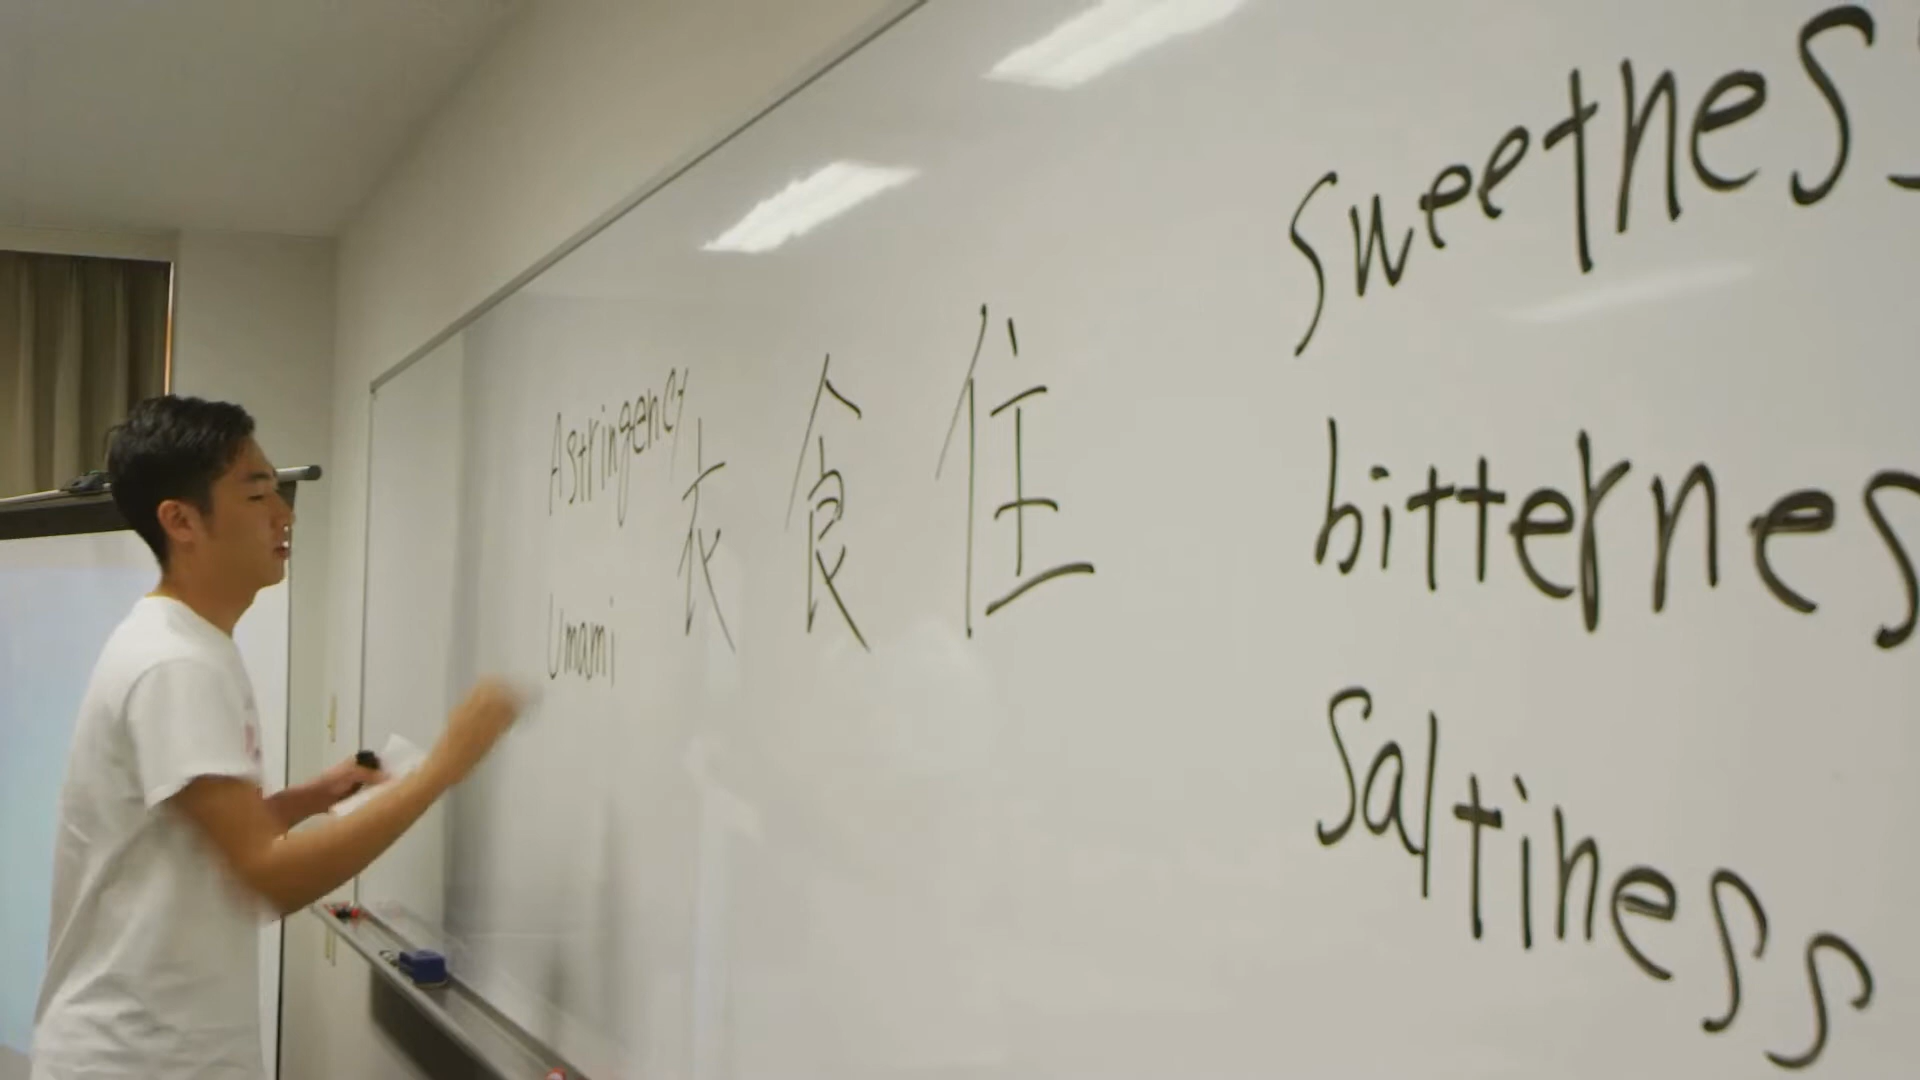 Astringency
Umami
衣食住
sweetness
bitterness
saltiness